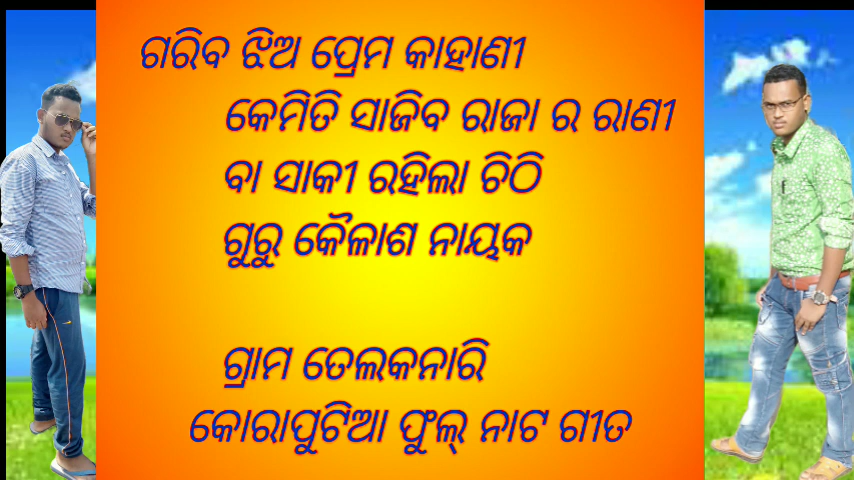 ଗରିବ ଝିଅ ପ୍ରେମ କାହାଣୀ
କେମିତି ସାଜିବ ରାଜା ର ରାଣୀ
ବା ସାକୀ ରହିଲା ଚିଠି
ଗୁରୁ କୈଳାଶ ନାୟକ
ଗ୍ରାମ ତେଲକନାରି
କୋରାପୁଟିଆ ଫୁଲ୍ ନାଟ ଗୀତ